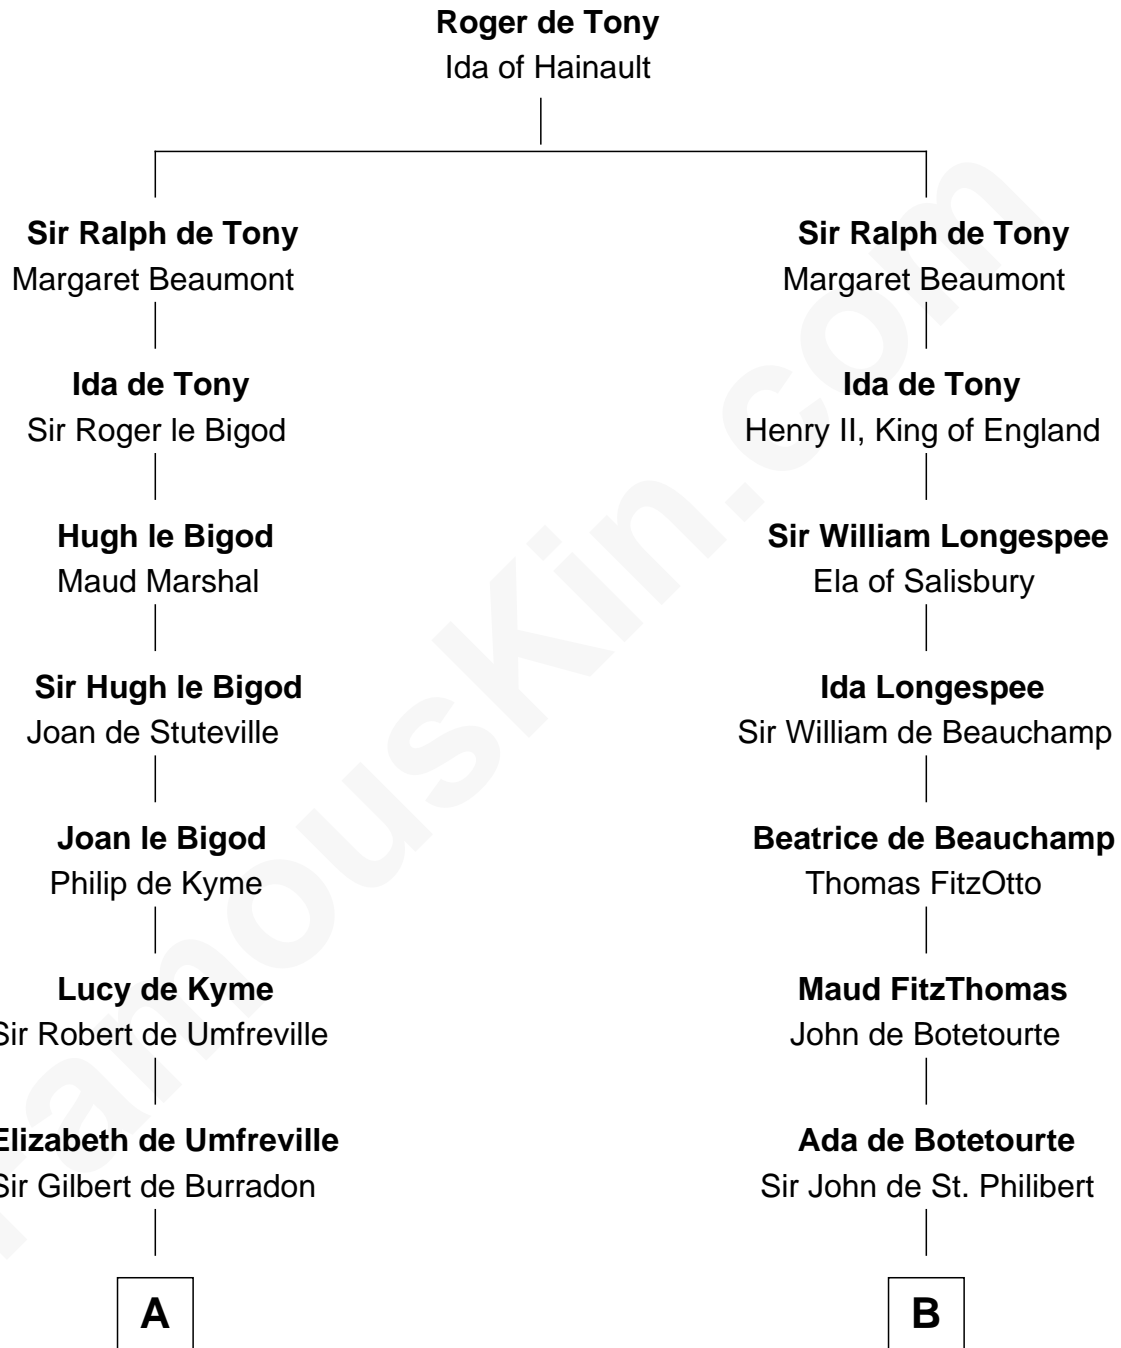 Roger de Tony
Ida of Hainault
Sir Ralph de Tony
Margaret Beaumont
Sir Ralph de Tony
Margaret Beaumont
Ida de Tony
Sir Roger le Bigod
Ida de Tony
Henry II, King of England
Hugh le Bigod
Maud Marshal
Sir William Longespee
Ela of Salisbury
Sir Hugh le Bigod
Joan de Stuteville
Ida Longespee
Sir William de Beauchamp
Joan le Bigod
Philip de Kyme
Beatrice de Beauchamp
Thomas FitzOtto
Lucy de Kyme
Sir Robert de Umfreville
Maud FitzThomas
John de Botetourte
Elizabeth de Umfreville
Sir Gilbert de Burradon
Ada de Botetourte
Sir John de St. Philibert
A
B
FamousKin.com